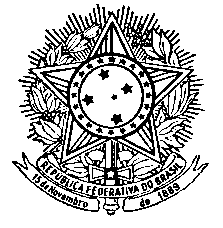 REPÚBLICA FEDERATIVA DO BRASIL
15 de Novembro de 1889